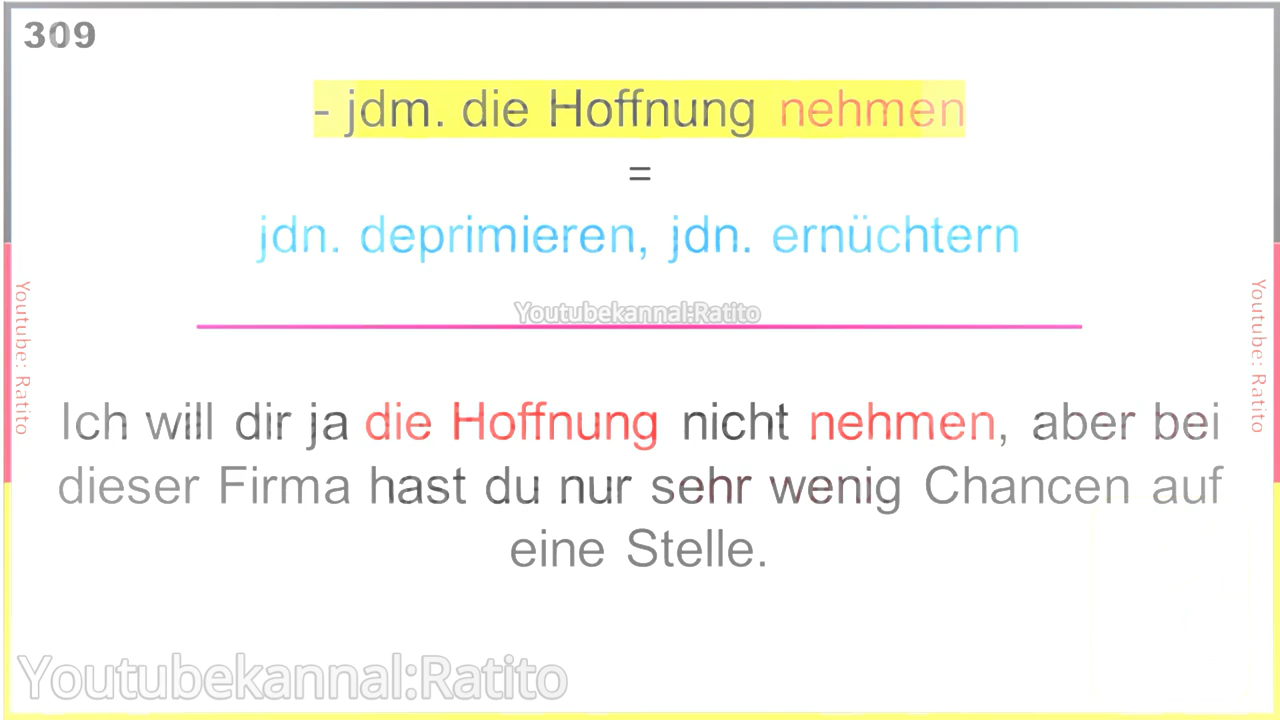 309
- jdm. die Hoffnung nehmen
=
jdn. deprimieren, jdn. ernüchtern
Youtubekannal:Ratito
Youtube: Ratito
Youtube: Ratito
Ich will dir ja die Hoffnung nicht nehmen, aber bei
dieser Firma hast du nur sehr wenig Chancen auf
eine Stelle.
Youtubekannal:Ratito